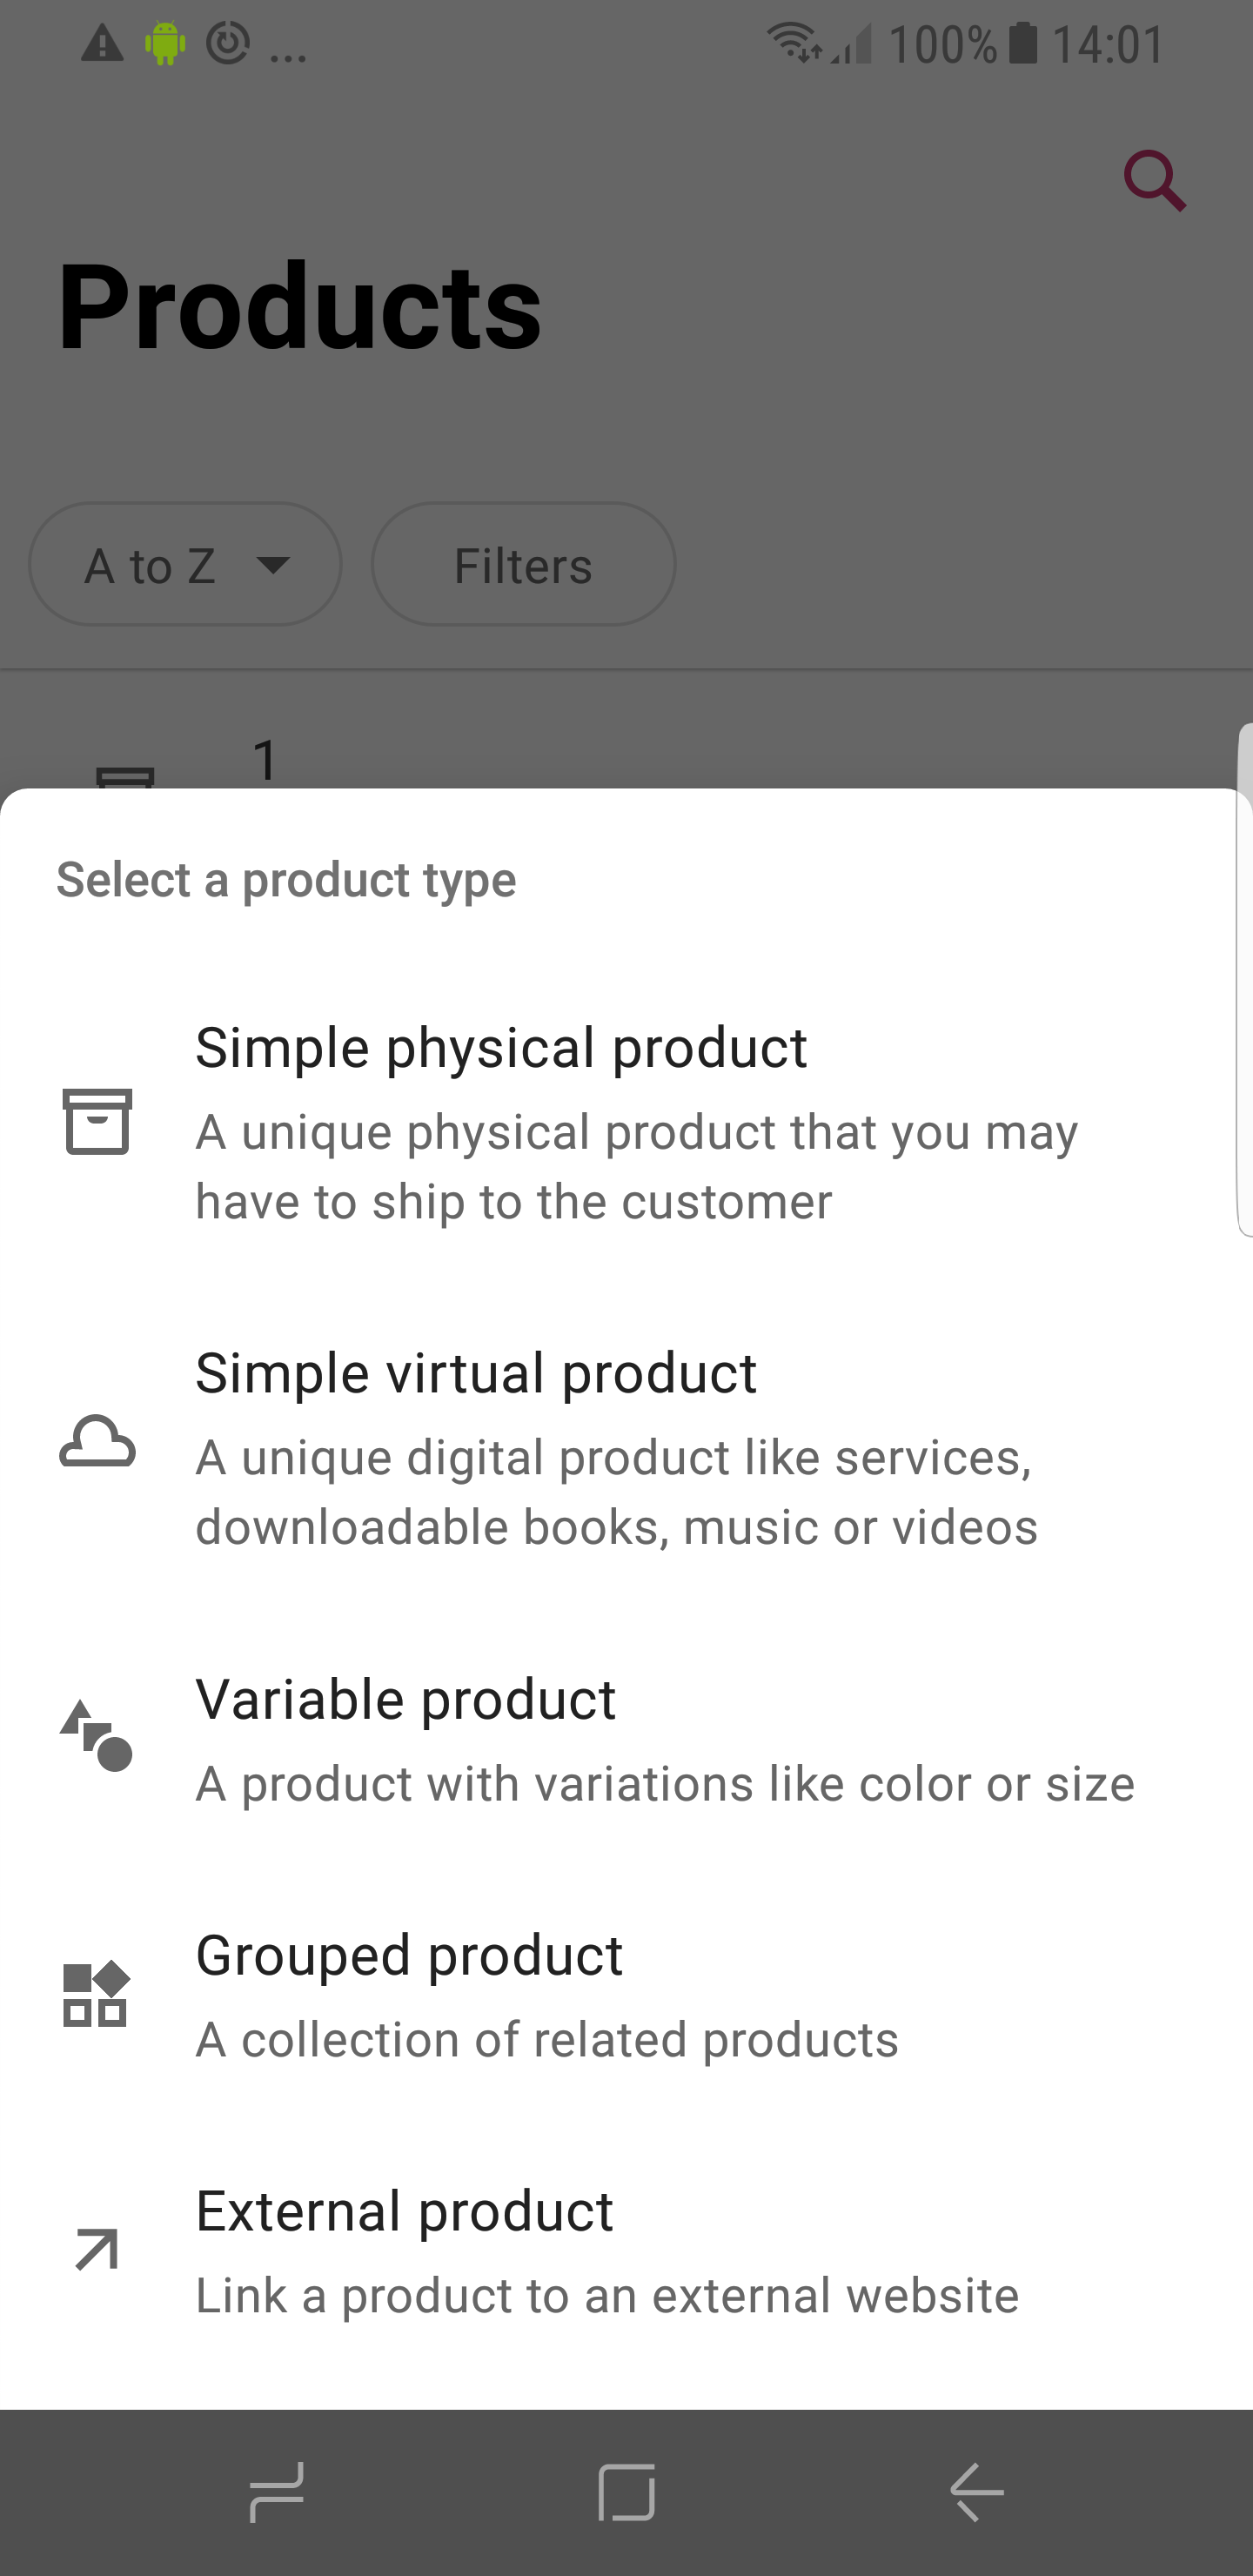 ... 100% 14:01
Products
A to Z
Filters
1
Select a product type
Simple physical product
A unique physical product that you may
have to ship to the customer
Simple virtual product
A unique digital product like services,
downloadable books, music or videos
Variable product
A product with variations like color or size
Grouped product
A collection of related products
External product
Link a product to an external website